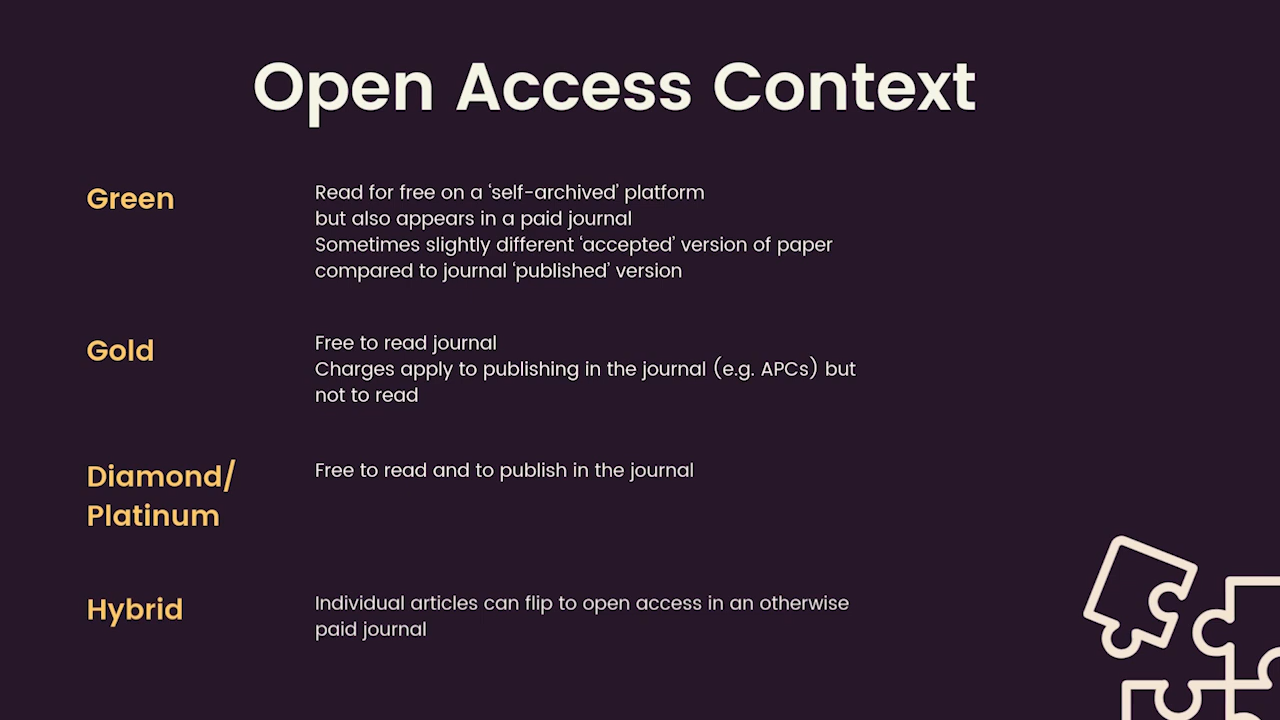 Open Access Context
Green
Read for free on a ‘self-archived’ platform
but also appears in a paid journal
Sometimes slightly different ‘accepted’ version of paper
compared to journal ‘published’ version
Gold
Free to read journal
Charges apply to publishing in the journal (e.g. APCs) but
not to read
Diamond/
Platinum
Free to read and to publish in the journal
Hybrid
Individual articles can flip to open access in an otherwise
paid journal